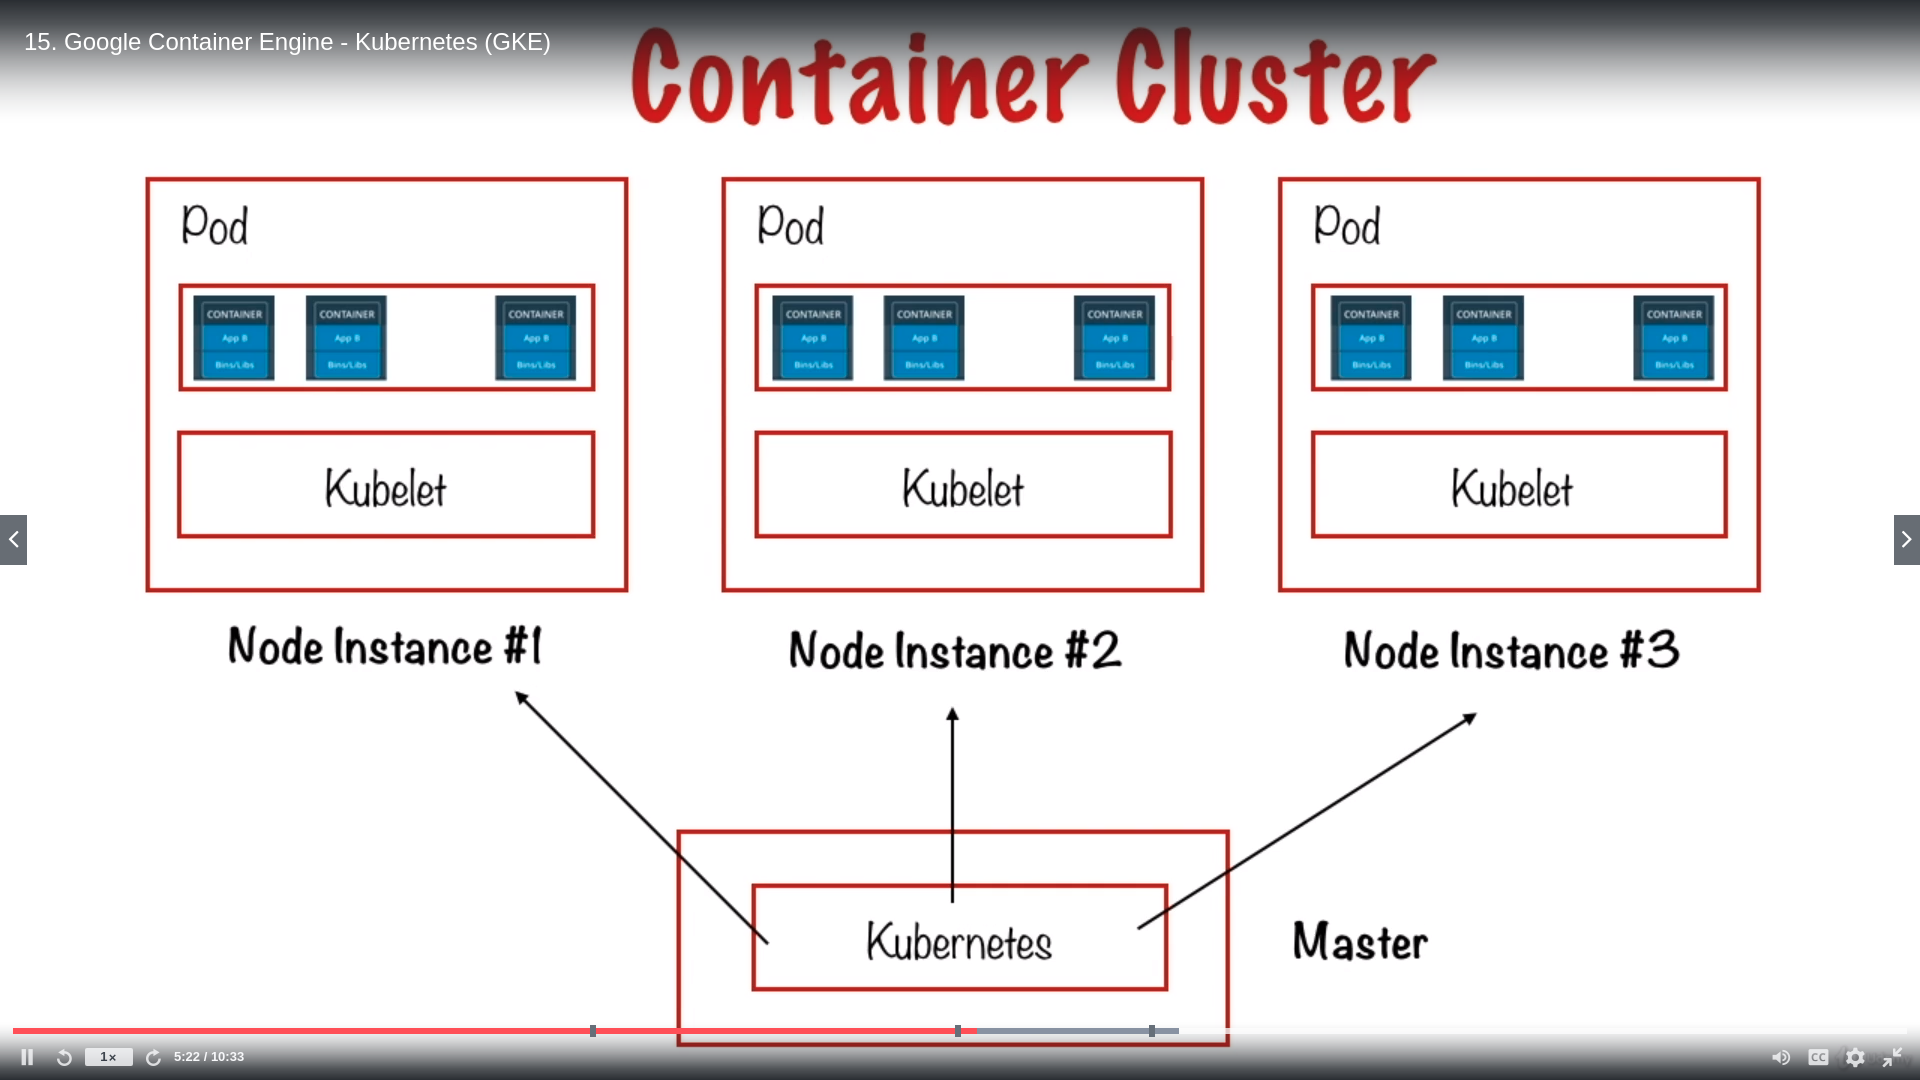 15. Google Container Engine - Kubernetes (GKE)
Container Cluster
Pod
Pod
Pod
CONTAINER
App B
Bins/Libs
CONTAINER
App B
Bins/Libs
CONTAINER
App B
Bins/Libs
CONTAINER
App B
Bins/Libs
CONTAINER
App B
Bins/Libs
CONTAINER
App B
Bins/Libs
CONTAINER
App B
Bins/Libs
CONTAINER
App B
Bins/Libs
CONTAINER
App B
Bins/Libs
Kubelet
Kubelet
Kubelet
Node Instance #1
Node Instance #2
Node Instance #3
Kubernetes
Master
1×
5:22 / 10:33
CC